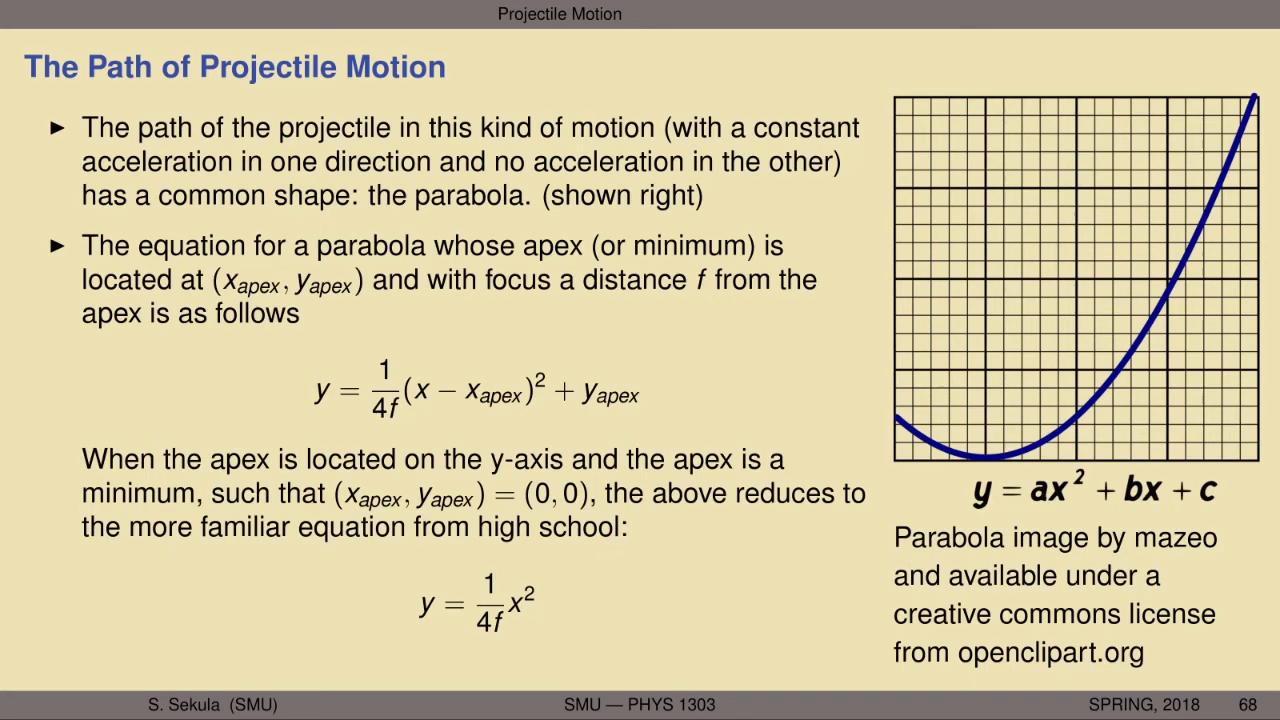 Projectile Motion
The Path of Projectile Motion
▶ The path of the projectile in this kind of motion (with a constant
acceleration in one direction and no acceleration in the other)
has a common shape: the parabola. (shown right)
▶ The equation for a parabola whose apex (or minimum) is
located at (x_apex, y_apex) and with focus a distance f from the
apex is as follows
y = 1/4f (x − x_apex)² + y_apex
When the apex is located on the y-axis and the apex is a
minimum, such that (x_apex, y_apex) = (0, 0), the above reduces to
the more familiar equation from high school:
y = 1/4f x²
y = ax² + bx + c
Parabola image by mazeo
and available under a
creative commons license
from openclipart.org
S. Sekula (SMU)
SMU — PHYS 1303
SPRING, 2018
68